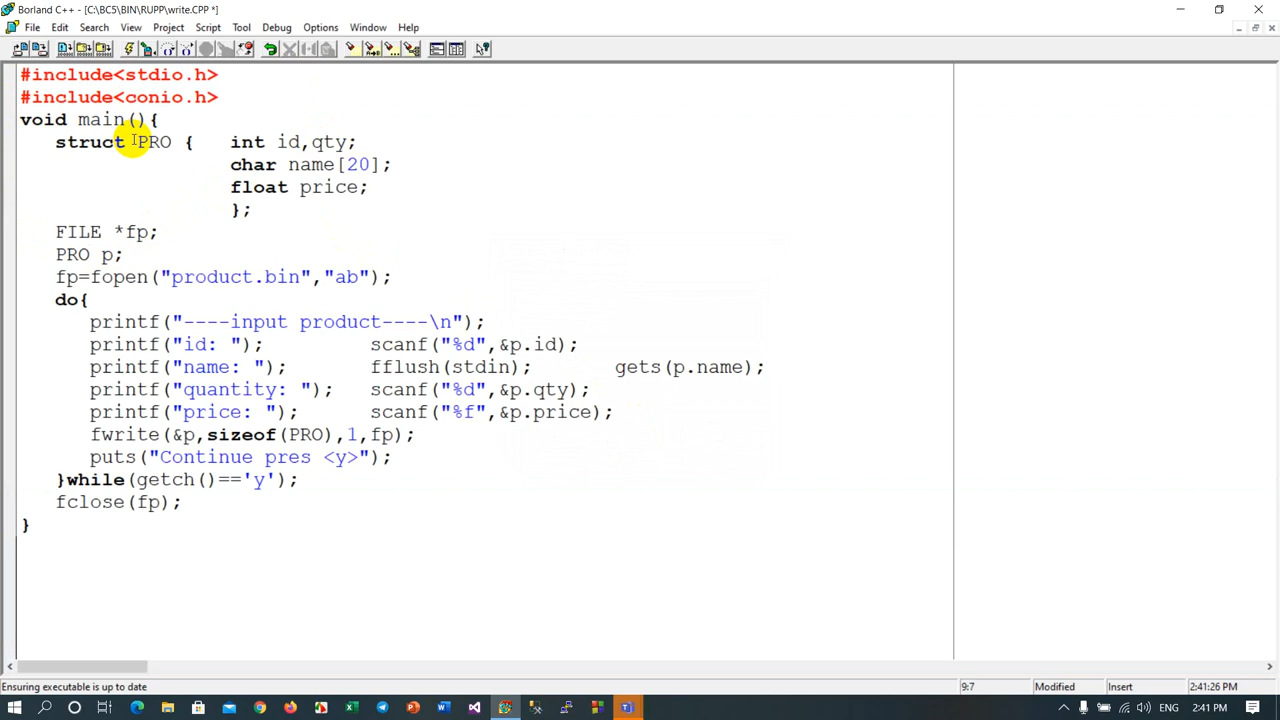 Borland C++ - [C:\BC5\BIN\RUPP\write.CPP *]
File Edit Search View Project Script Tool Debug Options Window Help
#include<stdio.h>
#include<conio.h>
void main(){
struct PRO { int id,qty;
char name[20];
float price;
};
FILE *fp;
PRO p;
fp=fopen("product.bin","ab");
do{
printf("----input product----\n");
printf("id: "); scanf("%d",&p.id);
printf("name: "); fflush(stdin); gets(p.name);
printf("quantity: "); scanf("%d",&p.qty);
printf("price: "); scanf("%f",&p.price);
fwrite(&p,sizeof(PRO),1,fp);
puts("Continue pres <y>");
}while(getch()=='y');
fclose(fp);
}
Ensuring executable is up to date 9:7 Modified Insert 2:41:26 PM
ENG 2:41 PM